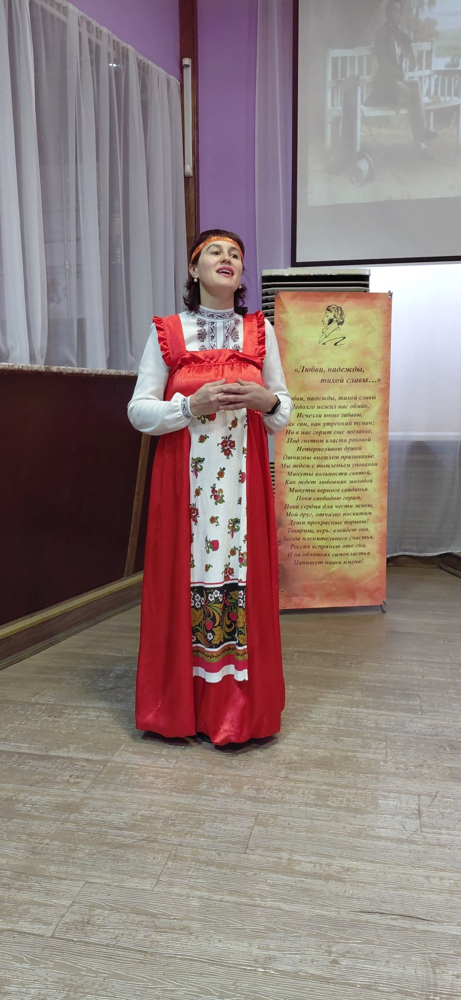 «Любви, надежды,
тихой славы…»
надежды, тихой славы
Недолго нежил нас обман,
Исчезли юные забавы,
Как сон, как утренний туман;
Но в нас горит еще желанье,
Под гнетом власти роковой
Нетерпеливою душой
Отчизны внемлем призыванье.
Мы ждем с томленьем упованья
Минуты вольности святой,
Как ждет любовник молодой
Минуты верного свиданья.
Пока свободою горим,
Пока сердца для чести живы,
Мой друг, отчизне посвятим
Души прекрасные порывы!
Товарищ, верь: взойдет она,
Звезда пленительного счастья,
Россия вспрянет ото сна,
И на обломках самовластья
Напишут наши имена!